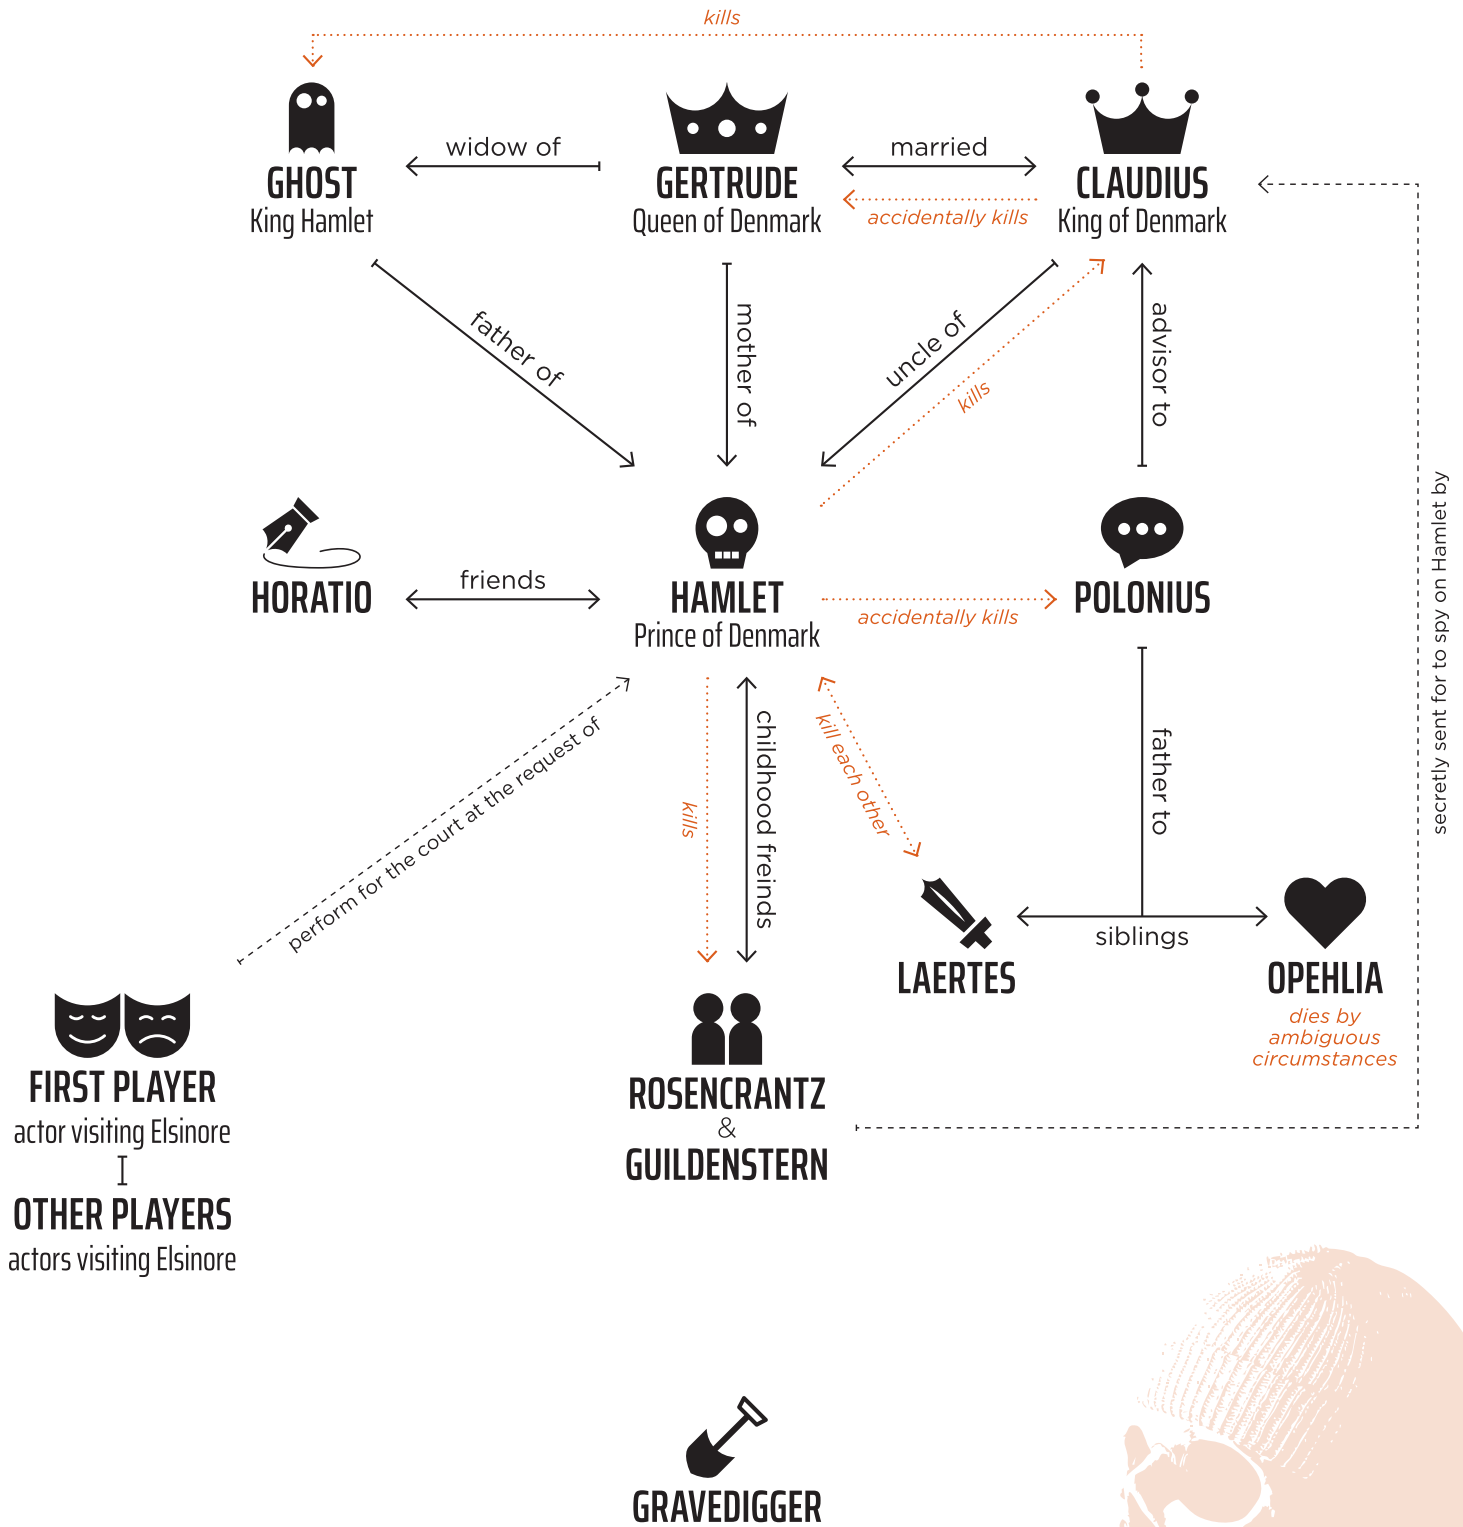 kills
GHOST
King Hamlet
widow of
GERTRUDE
Queen of Denmark
married
accidentally kills
CLAUDIUS
King of Denmark
father of
mother of
uncle of
kills
advisor to
secretly sent for to spy on Hamlet by
HORATIO
friends
HAMLET
Prince of Denmark
accidentally kills
POLONIUS
perform for the court at the request of
kills
childhood freinds
kill each other
father to
siblings
LAERTES
OPEHLIA
dies by
ambiguous
circumstances
FIRST PLAYER
actor visiting Elsinore
OTHER PLAYERS
actors visiting Elsinore
ROSENCRANTZ
&
GUILDENSTERN
GRAVEDIGGER